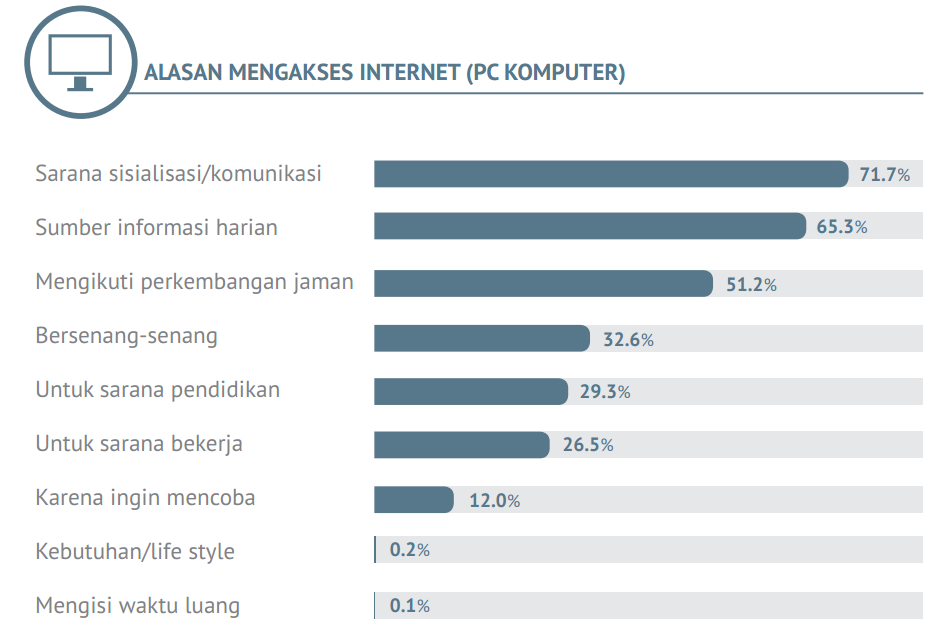 ALASAN MENGAKSES INTERNET (PC KOMPUTER)
Sarana sisialisasi/komunikasi 71.7%
Sumber informasi harian 65.3%
Mengikuti perkembangan jaman 51.2%
Bersenang-senang 32.6%
Untuk sarana pendidikan 29.3%
Untuk sarana bekerja 26.5%
Karena ingin mencoba 12.0%
Kebutuhan/life style 0.2%
Mengisi waktu luang 0.1%